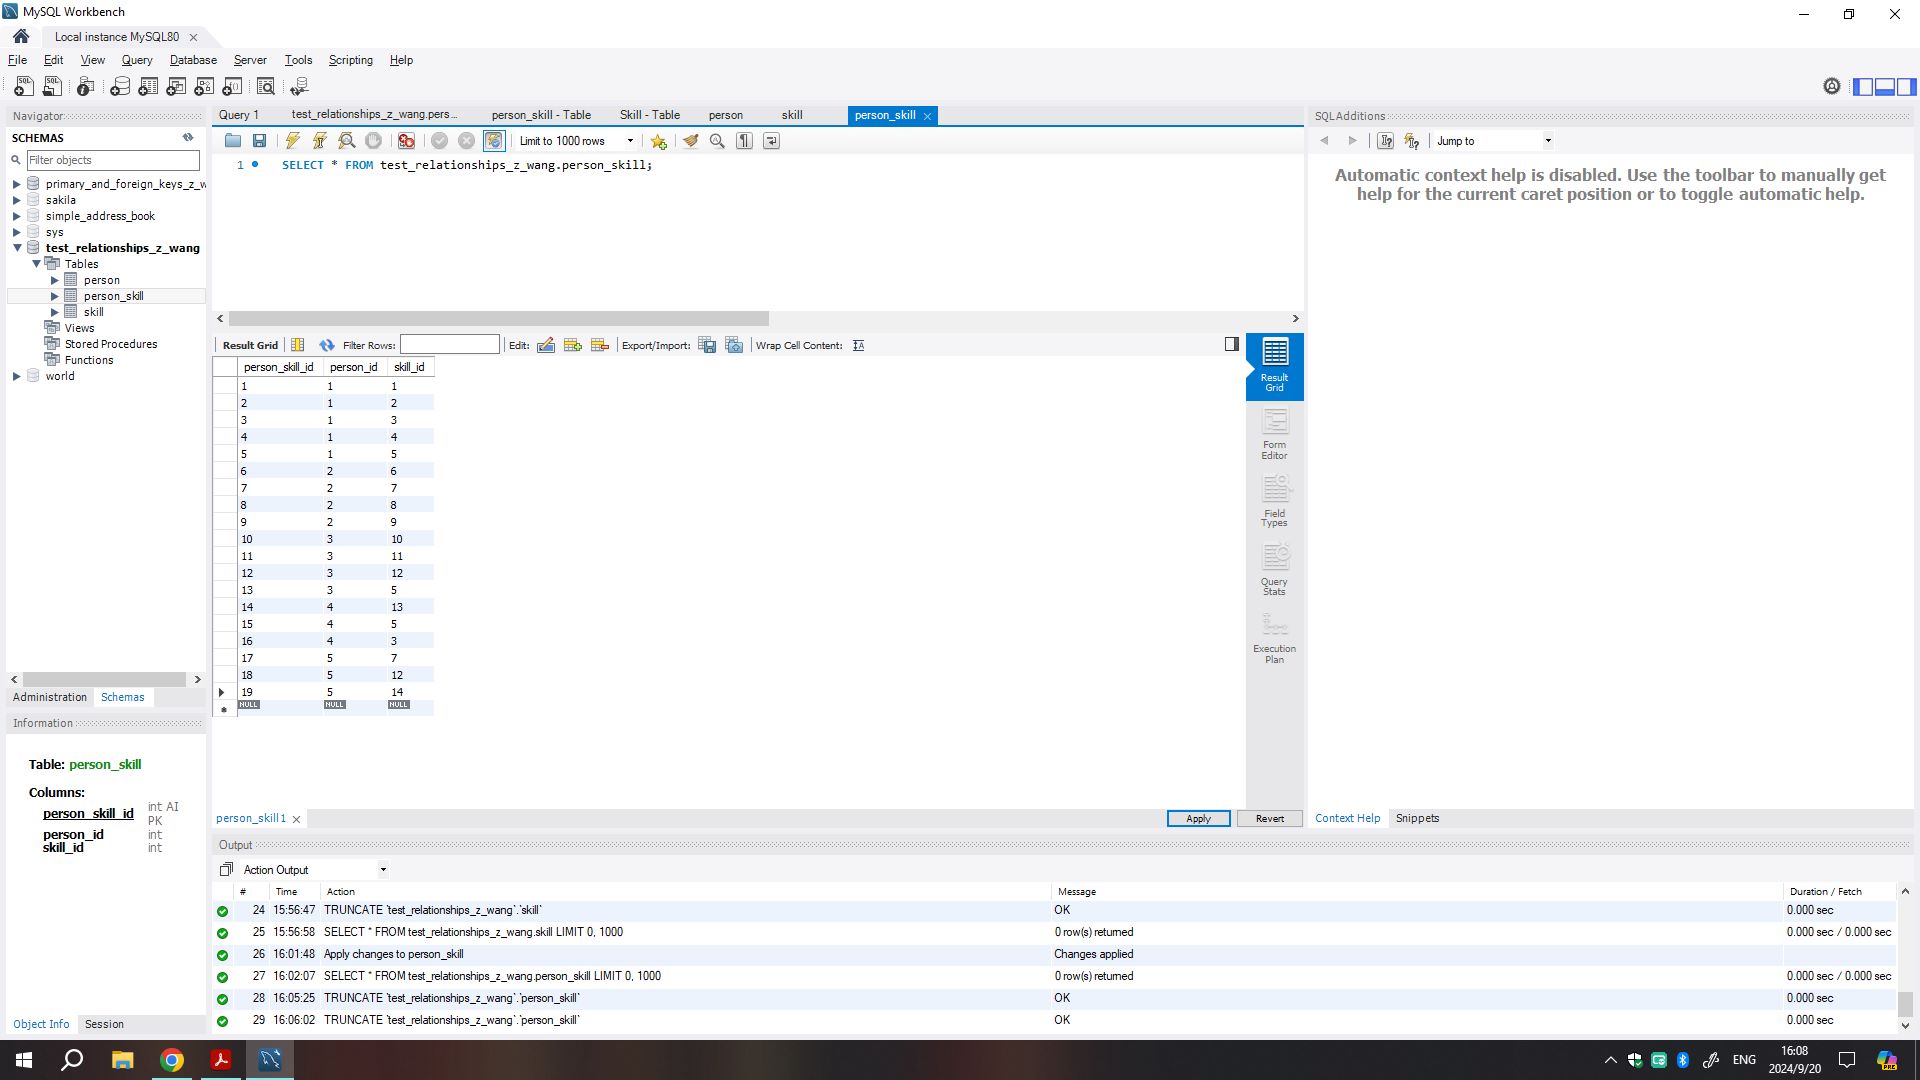 MySQL Workbench
Local instance MySQL80
File Edit View Query Database Server Tools Scripting Help
Navigator
SCHEMAS
Filter objects
primary_and_foreign_keys_z_w
sakila
simple_address_book
sys
test_relationships_z_wang
Tables
person
person_skill
skill
Views
Stored Procedures
Functions
world
Administration Schemas
Information
Table: person_skill
Columns:
person_skill_id int AI PK
person_id int
skill_id int
Object Info Session
Query 1 test_relationships_z_wang.pers... person_skill - Table Skill - Table person skill person_skill
Limit to 1000 rows
1 SELECT * FROM test_relationships_z_wang.person_skill;
Result Grid Filter Rows: Edit: Export/Import: Wrap Cell Content:
person_skill_id person_id skill_id
1 1 1
2 1 2
3 1 3
4 1 4
5 1 5
6 2 6
7 2 7
8 2 8
9 2 9
10 3 10
11 3 11
12 3 12
13 3 5
14 4 13
15 4 5
16 4 3
17 5 7
18 5 12
19 5 14
NULL NULL NULL
Result Grid
Form Editor
Field Types
Query Stats
Execution Plan
person_skill 1
Apply Revert
SQLAdditions
Jump to
Automatic context help is disabled. Use the toolbar to manually get
help for the current caret position or to toggle automatic help.
Context Help Snippets
Output
Action Output
# Time Action Message Duration / Fetch
24 15:56:47 TRUNCATE `test_relationships_z_wang`.`skill` OK 0.000 sec
25 15:56:58 SELECT * FROM test_relationships_z_wang.skill LIMIT 0, 1000 0 row(s) returned 0.000 sec / 0.000 sec
26 16:01:48 Apply changes to person_skill Changes applied
27 16:02:07 SELECT * FROM test_relationships_z_wang.person_skill LIMIT 0, 1000 0 row(s) returned 0.000 sec / 0.000 sec
28 16:05:25 TRUNCATE `test_relationships_z_wang`.`person_skill` OK 0.000 sec
29 16:06:02 TRUNCATE `test_relationships_z_wang`.`person_skill` OK 0.000 sec
ENG
16:08
2024/9/20